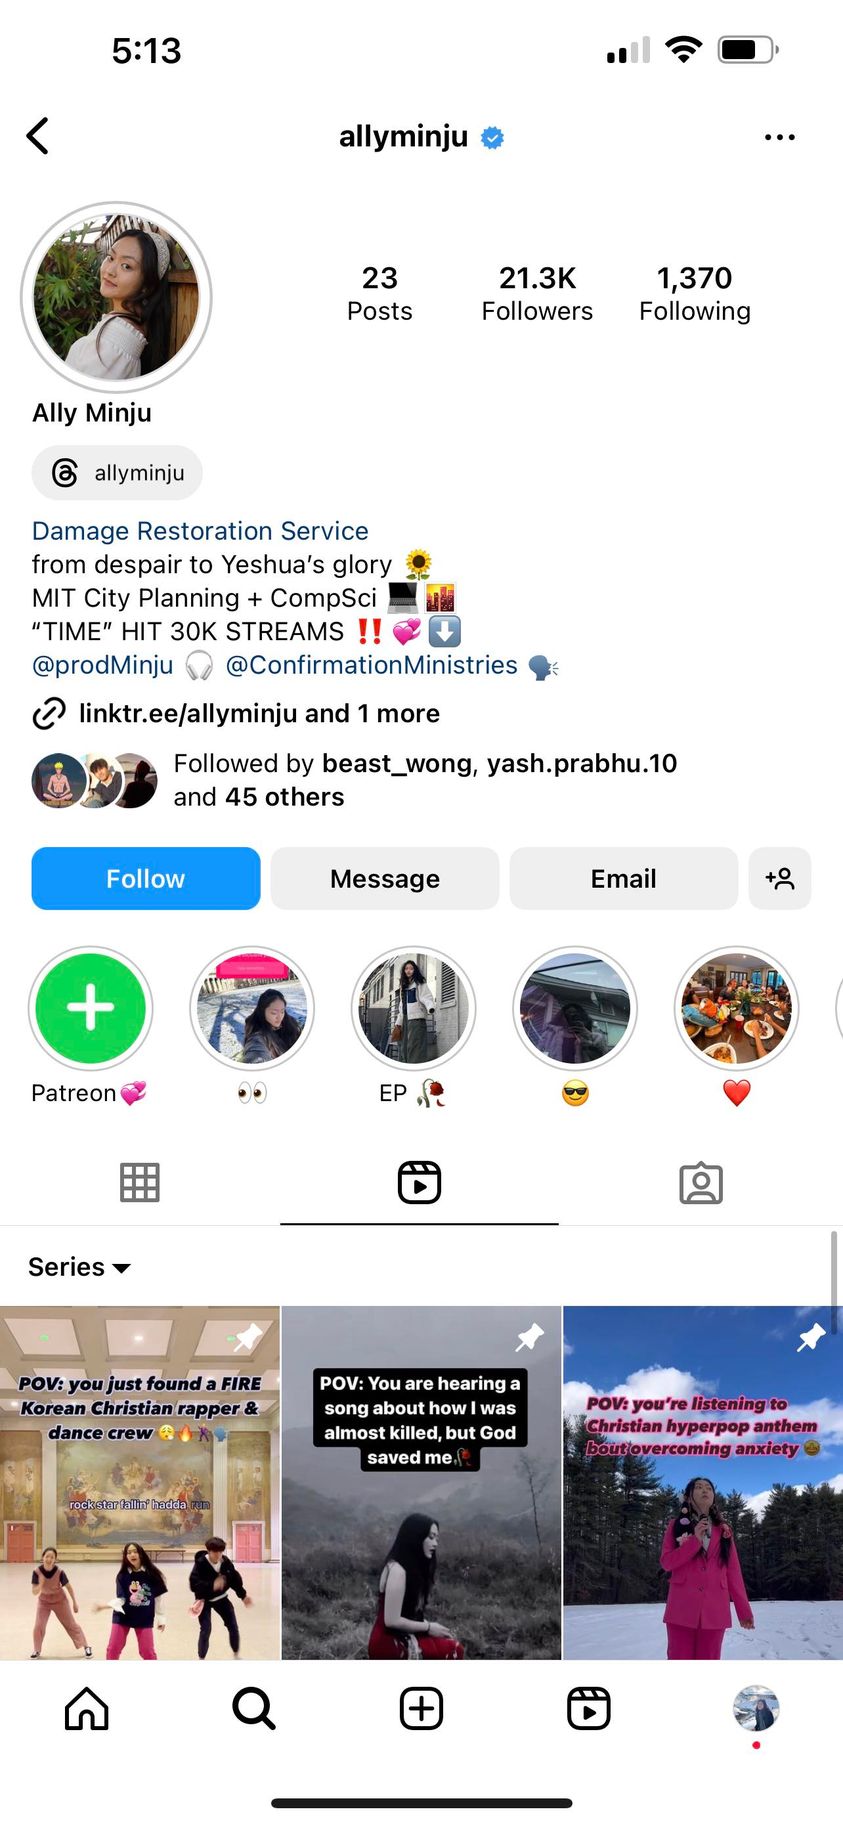 5:13
allyminju
23
Posts
21.3K
Followers
1,370
Following
Ally Minju
allyminju
Damage Restoration Service
from despair to Yeshua’s glory 🌻
MIT City Planning + CompSci 💻🌇
“TIME” HIT 30K STREAMS ‼️💞⬇️
@prodMinju 🎧 @ConfirmationMinistries 🗣️
linktr.ee/allyminju and 1 more
Followed by beast_wong, yash.prabhu.10
and 45 others
Follow
Message
Email
Patreon💞
👀
EP 🥀
😎
❤️
Series
POV: you just found a FIRE
Korean Christian rapper &
dance crew 😮‍💨🔥🕺🗣️
rock star fallin' hadda run
POV: You are hearing a
song about how I was
almost killed, but God
saved me🥀
POV: you're listening to
Christian hyperpop anthem
bout overcoming anxiety